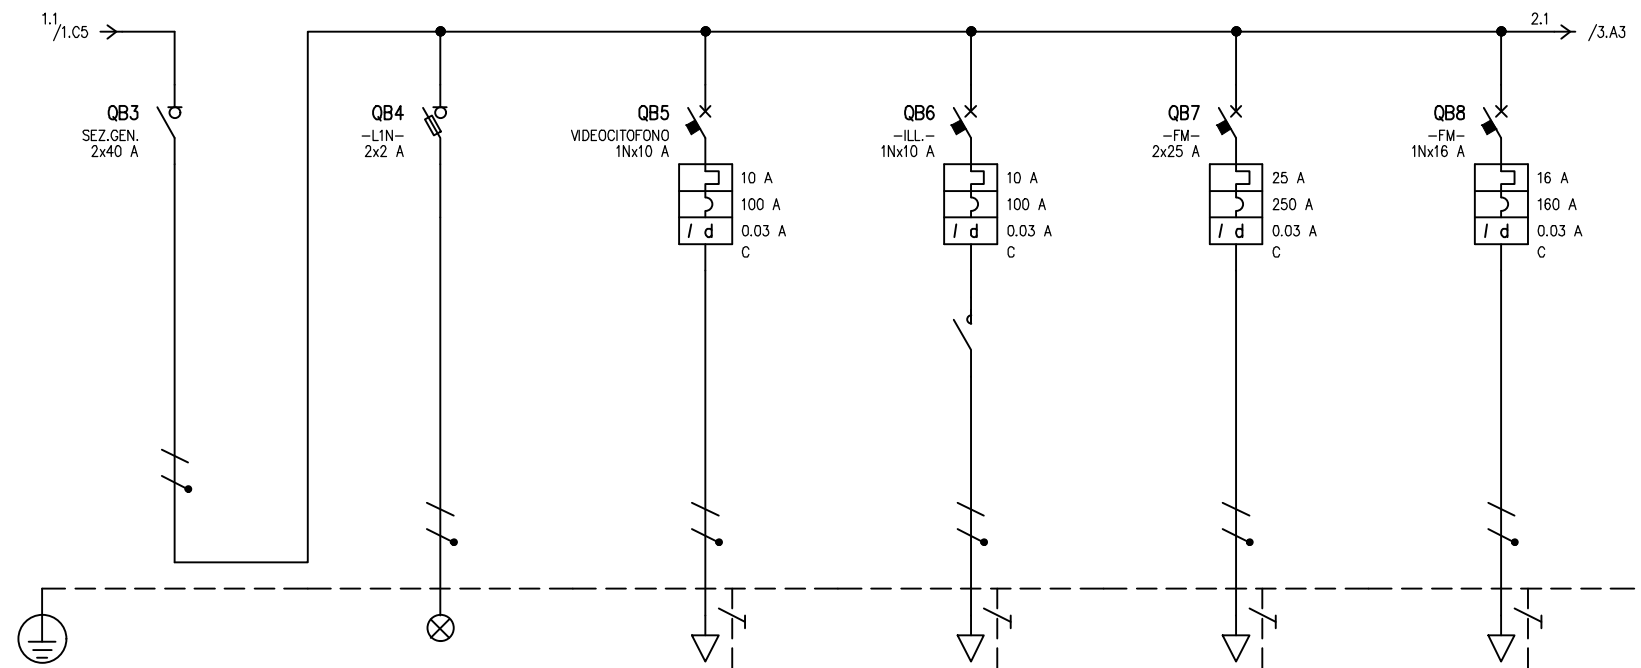 1.1
/1.C5
2.1
/3.A3
QB3
SEZ.GEN.
2x40 A
QB4
-L1N-
2x2 A
QB5
VIDEOCITOFONO
1Nx10 A
10 A
100 A
I d
0.03 A
C
QB6
-ILL.-
1Nx10 A
10 A
100 A
I d
0.03 A
C
QB7
-FM-
2x25 A
25 A
250 A
I d
0.03 A
C
QB8
-FM-
1Nx16 A
16 A
160 A
I d
0.03 A
C